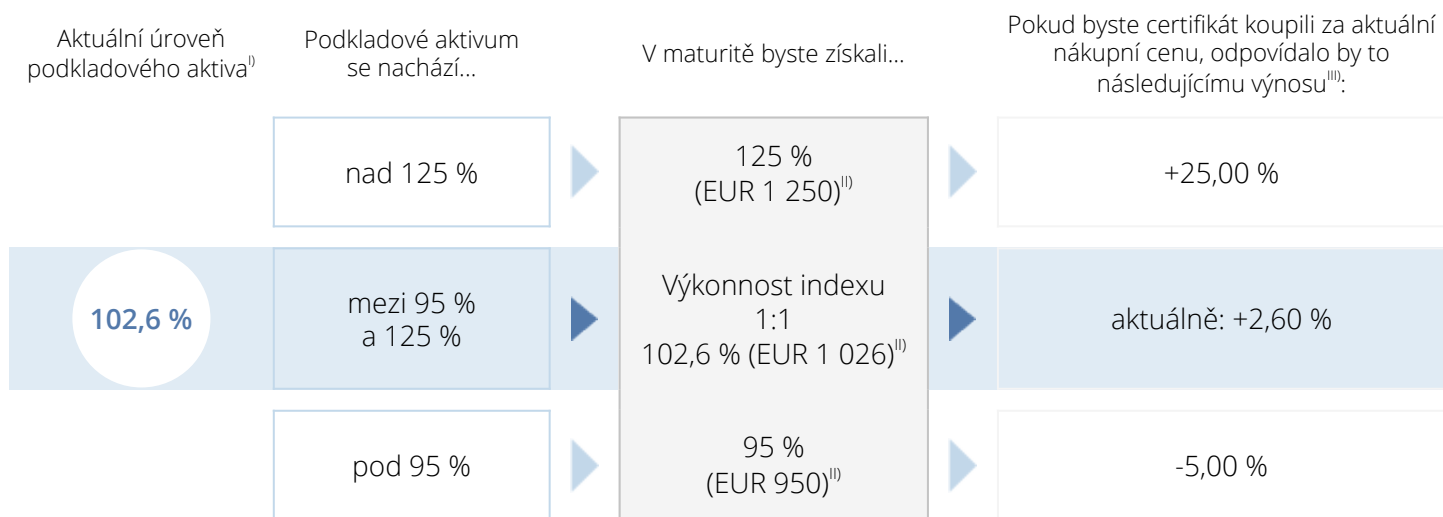 Aktuální úroveň
podkladového aktiva^I)
Podkladové aktivum
se nachází...
V maturitě byste získali...
Pokud byste certifikát koupili za aktuální
nákupní cenu, odpovídalo by to
následujícímu výnosu^III):
nad 125 %
125 %
(EUR 1 250)^II)
+25,00 %
102,6 %
mezi 95 %
a 125 %
Výkonnost indexu
1:1
102,6 % (EUR 1 026)^II)
aktuálně: +2,60 %
pod 95 %
95 %
(EUR 950)^II)
-5,00 %